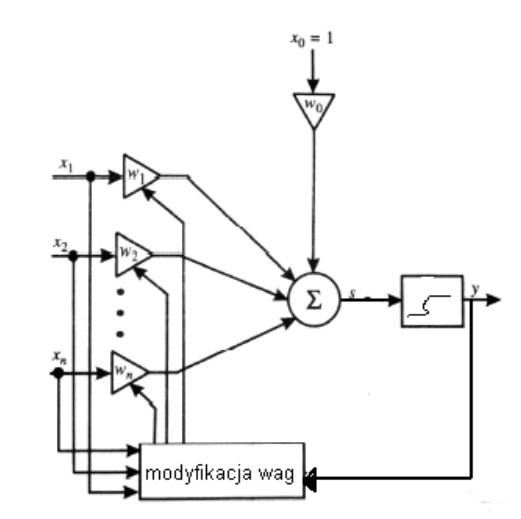 x₀ = 1
w₀
x₁
w₁
x₂
w₂
Σ
s
y
xₙ
wₙ
modyfikacja wag